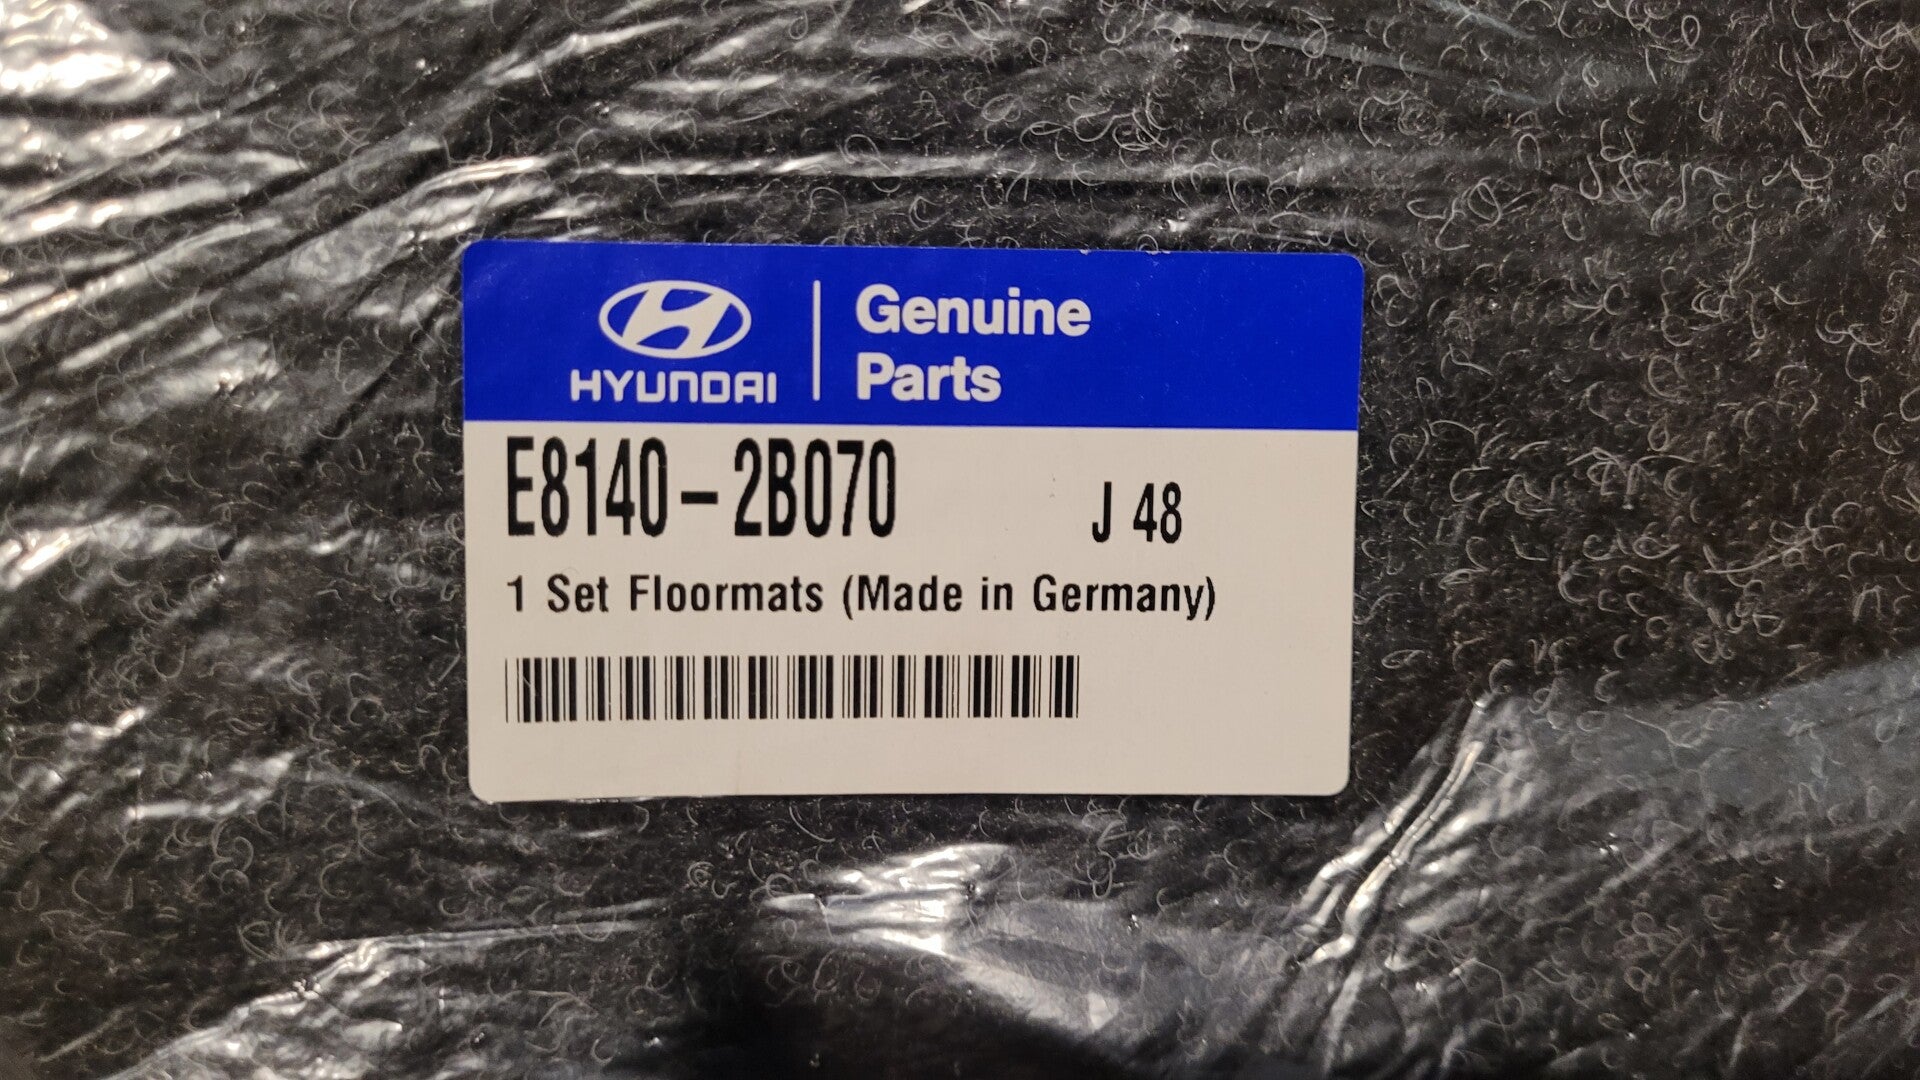 HYUNDAI
Genuine
Parts
E8140-2B070 J 48
1 Set Floormats (Made in Germany)